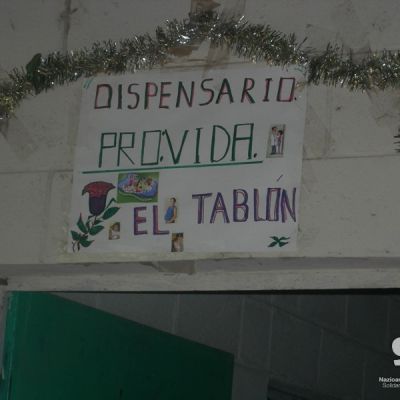 DISPENSARIO.
PRO.VIDA.
EL TABLÓN